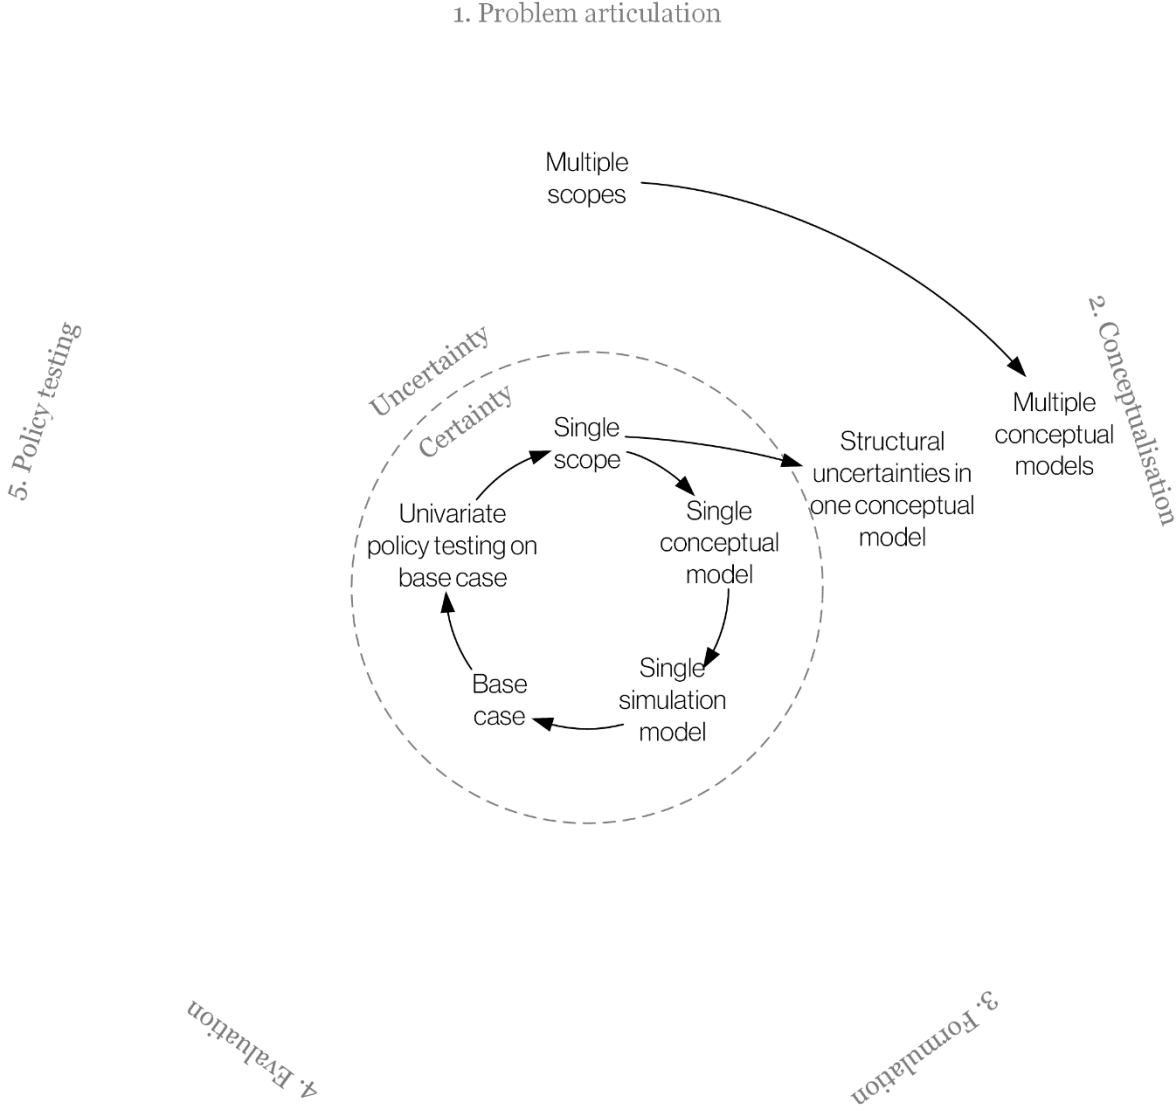 1. Problem articulation
Multiple
scopes
2. Conceptualisation
Multiple
conceptual
models
Structural
uncertainties in
one conceptual
model
5. Policy testing
Uncertainty
Certainty
Single
scope
Single
conceptual
model
Univariate
policy testing on
base case
Single
simulation
model
Base
case
4. Evaluation
3. Formulation